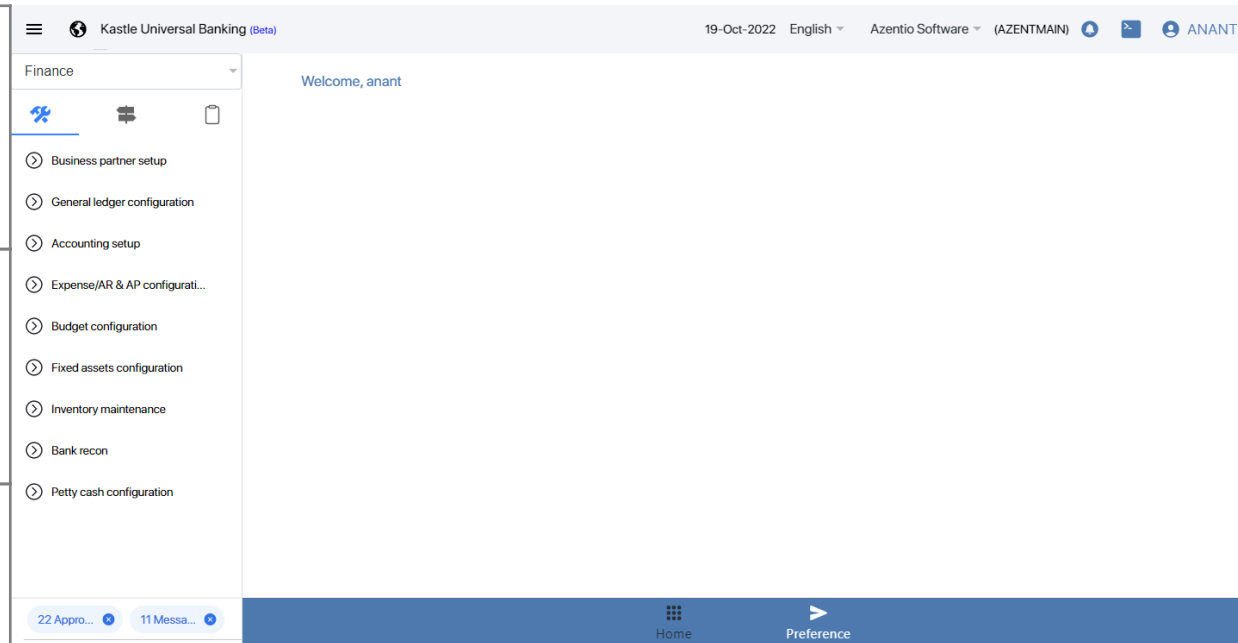 Kastle Universal Banking (Beta)
19-Oct-2022 English Azentio Software (AZENTMAIN) ANANT
Finance
Welcome, anant
Business partner setup
General ledger configuration
Accounting setup
Expense/AR & AP configurati...
Budget configuration
Fixed assets configuration
Inventory maintenance
Bank recon
Petty cash configuration
22 Appro... 11 Messa...
Home Preference